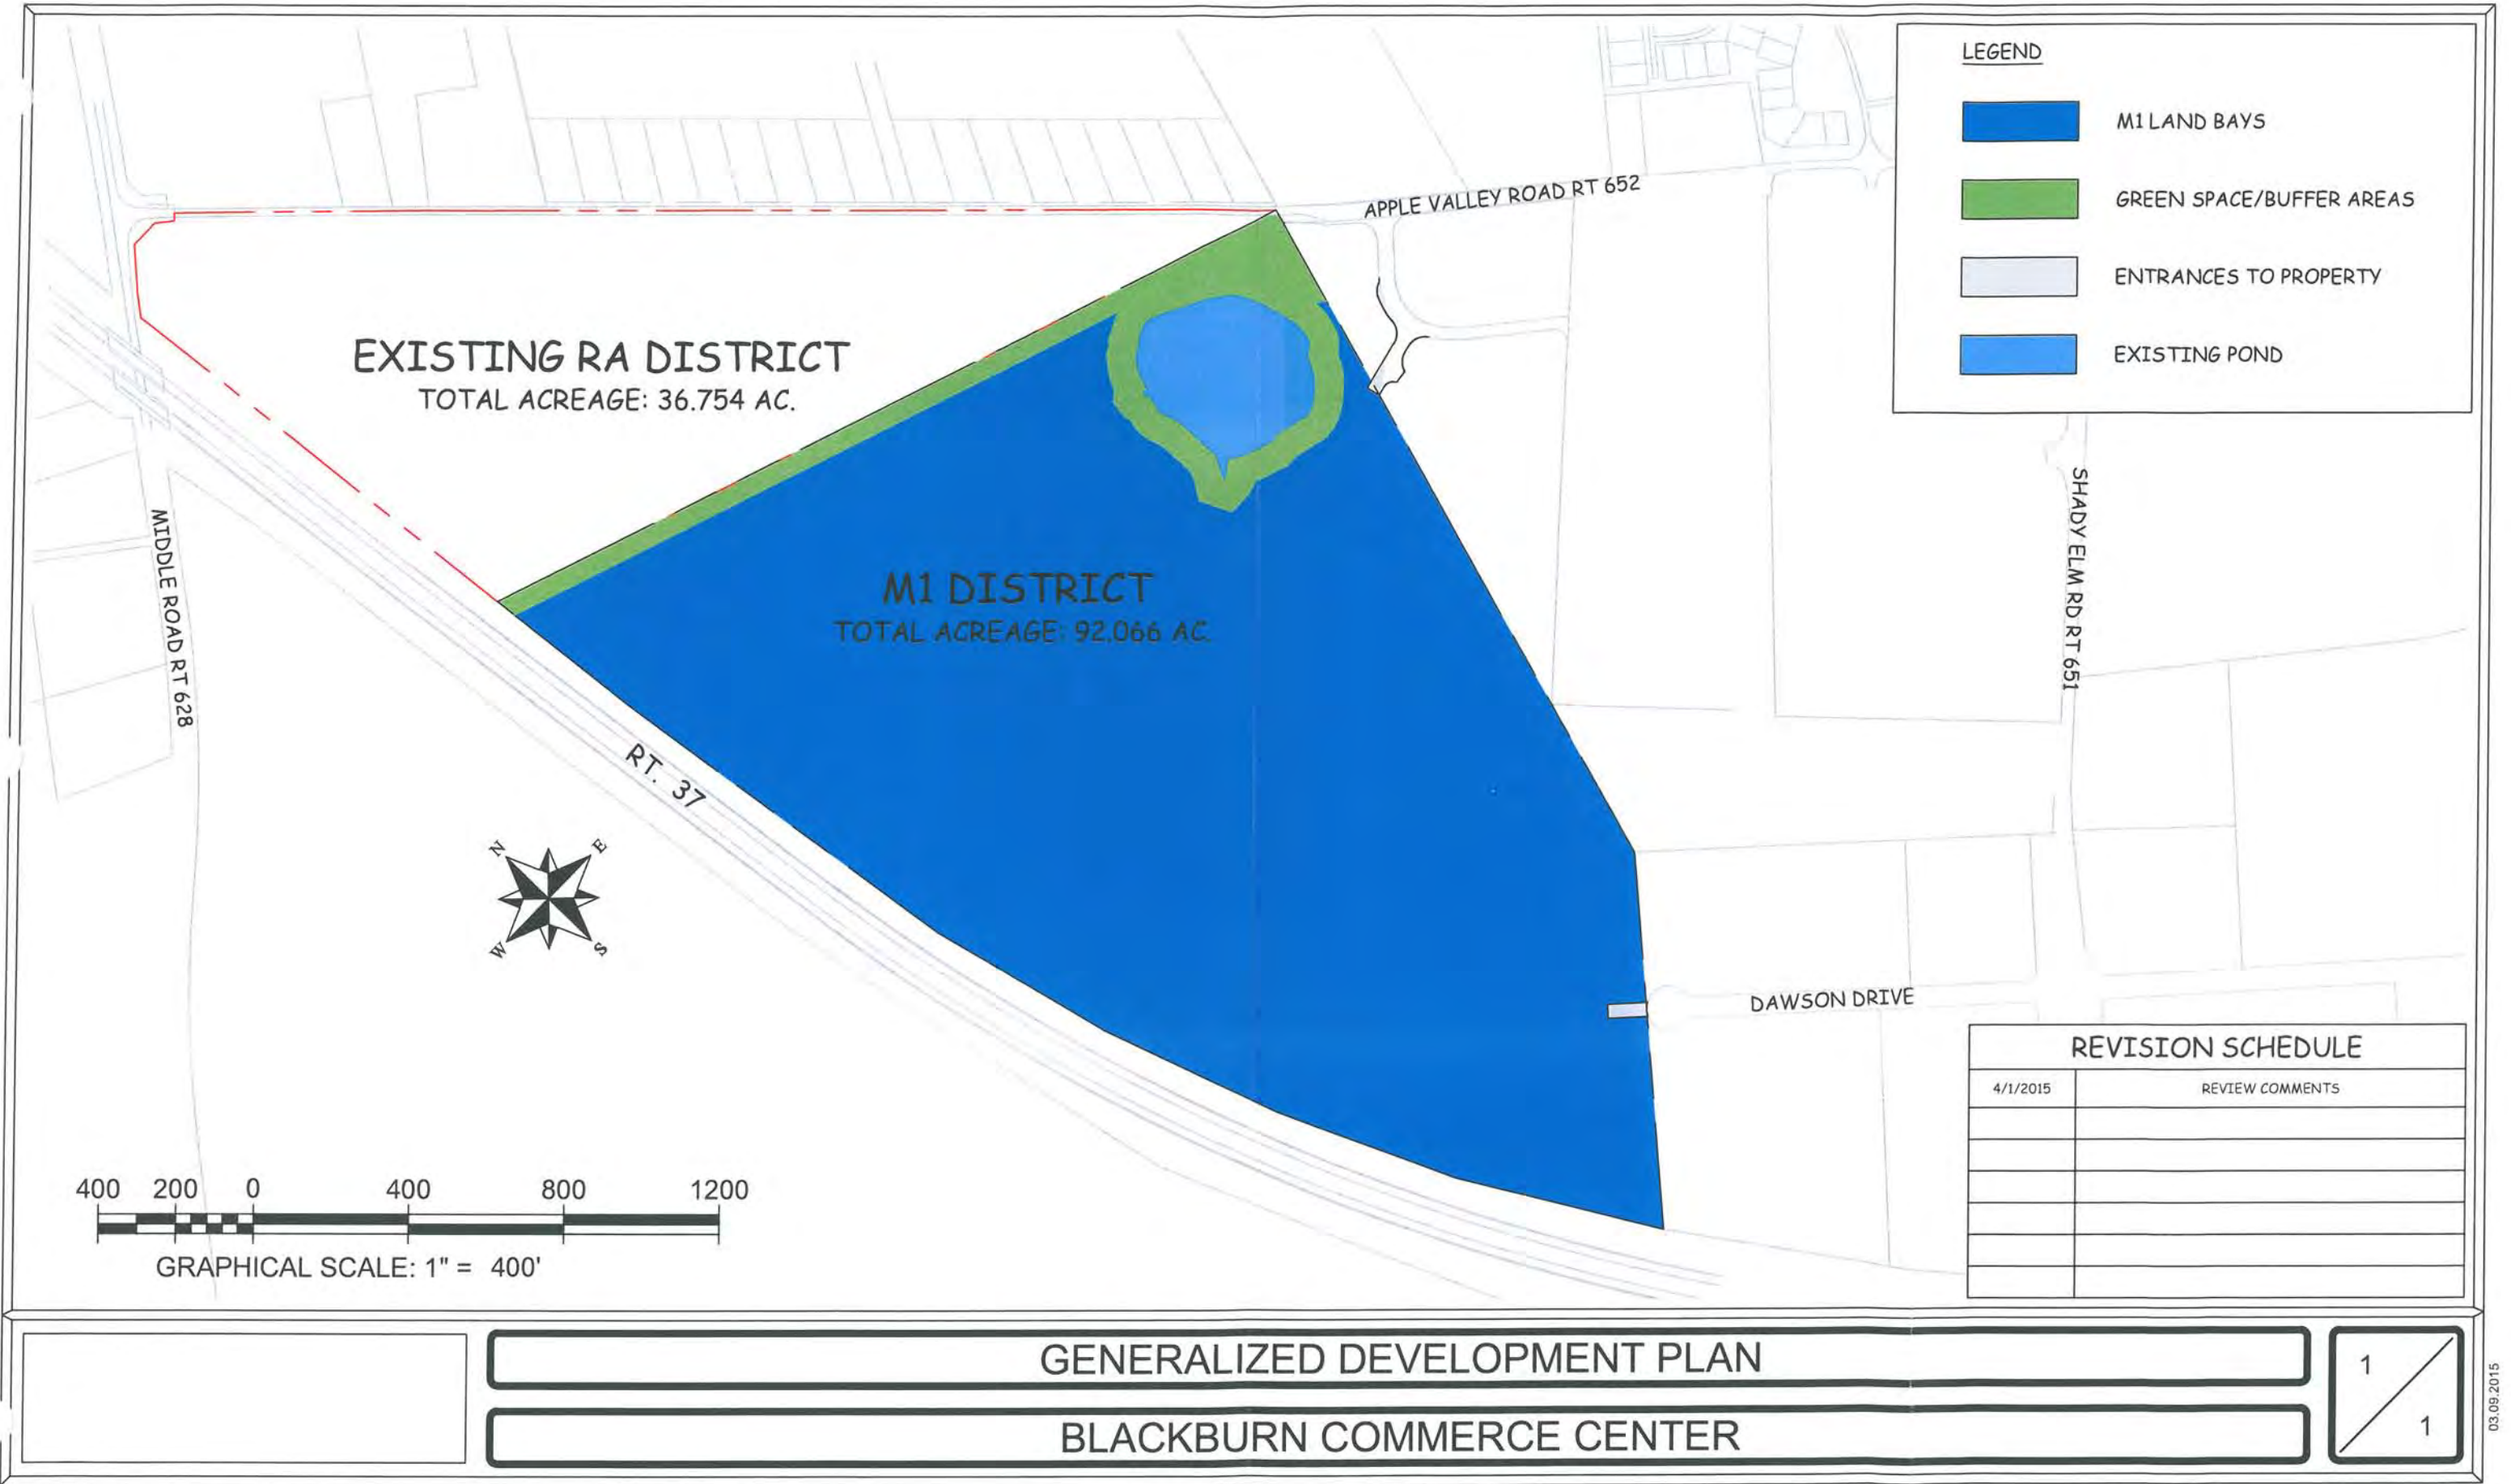 LEGEND
M1 LAND BAYS
GREEN SPACE/BUFFER AREAS
ENTRANCES TO PROPERTY
EXISTING POND
APPLE VALLEY ROAD RT 652
EXISTING RA DISTRICT
TOTAL ACREAGE: 36.754 AC.
M1 DISTRICT
TOTAL ACREAGE: 92.066 AC.
MIDDLE ROAD RT 628
SHADY ELM RD RT 651
RT. 37
N
E
W
S
DAWSON DRIVE
REVISION SCHEDULE
4/1/2015 REVIEW COMMENTS
400 200 0 400 800 1200
GRAPHICAL SCALE: 1" = 400'
GENERALIZED DEVELOPMENT PLAN
BLACKBURN COMMERCE CENTER
1
1
03.09.2015